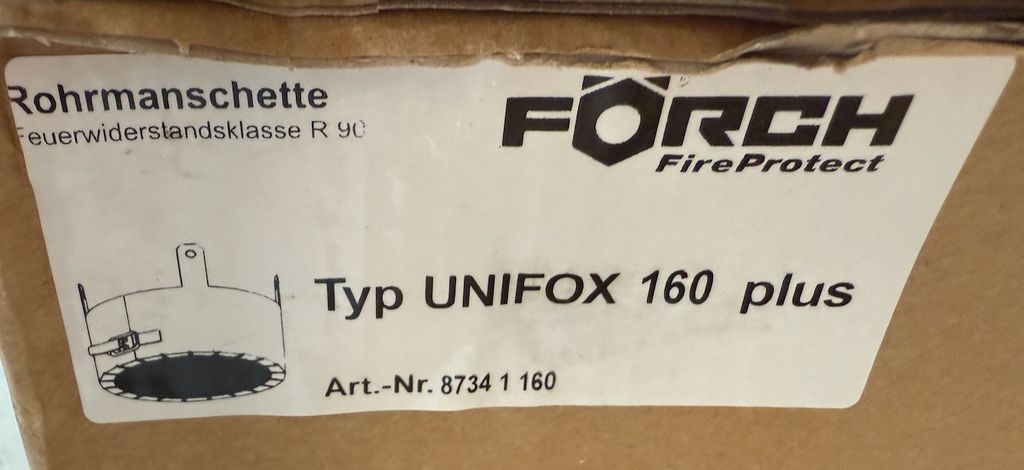 Rohrmanschette
Feuerwiderstandsklasse R 90
FÖRCH
FireProtect
Typ UNIFOX 160 plus
Art.-Nr. 8734 1 160